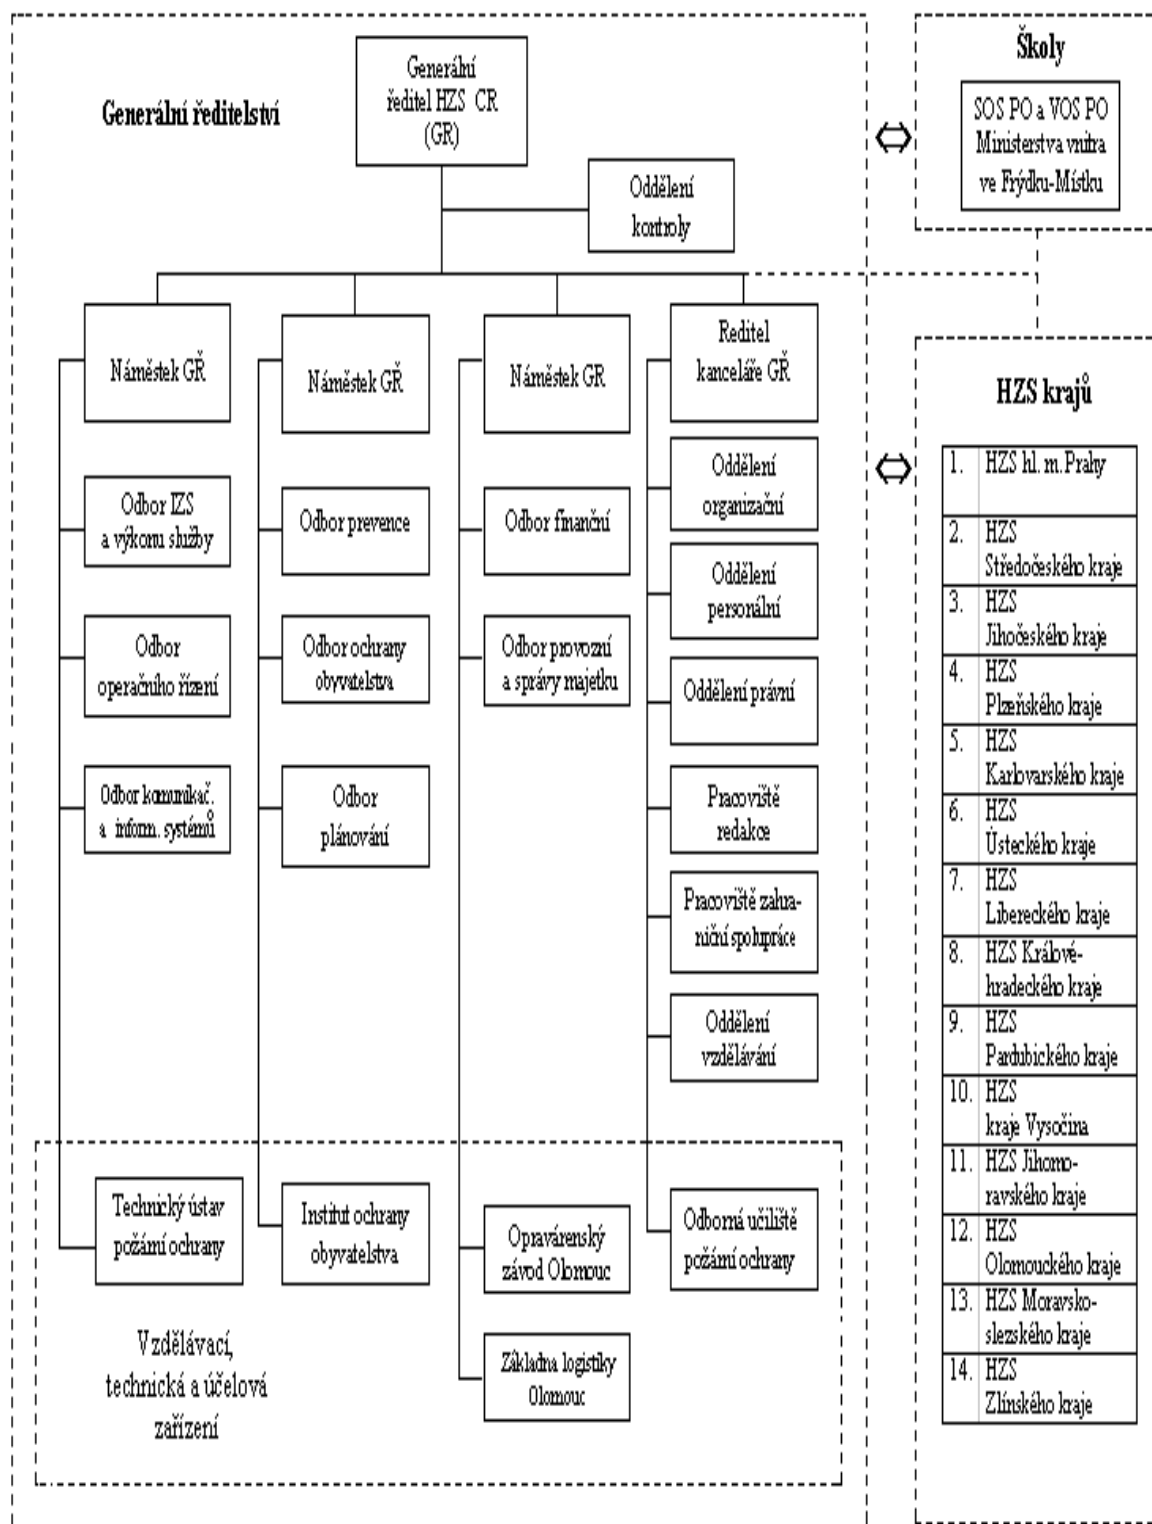 Generální ředitelství
Generální
ředitel HZS CR
(GR)
Oddělení
kontroly
Školy
SOS PO a VOS PO
Ministerstva vnitra
ve Frýdku-Místku
Náměstek GŘ
Odbor IZS
a výkonu služby
Odbor
operačního řízení
Odbor komunikač.
a inform. systémů
Náměstek GŘ
Odbor prevence
Odbor ochrany
obyvatelstva
Odbor
plánování
Náměstek GR
Odbor finanční
Odbor provozní
a správy majetku
Reditel
kanceláře GŘ
Oddělení
organizační
Oddělení
personální
Oddělení právní
Pracoviště
redakce
Pracoviště zahra-
niční spolupráce
Oddělení
vzdělávání
Technický ústav
požární ochrany
Institut ochrany
obyvatelstva
Opravárenský
závod Olomouc
Základna logistiky
Olomouc
Odborná učiliště
požární ochrany
Vzdělávací,
technická a účelová
zařízení
HZS krajů
1. HZS hl. m. Prahy
2. HZS
Středočeského kraje
3. HZS
Jihočeského kraje
4. HZS
Plzeňského kraje
5. HZS
Karlovarského kraje
6. HZS
Ústeckého kraje
7. HZS
Libereckého kraje
8. HZS Králové-
hradeckého kraje
9. HZS
Pardubického kraje
10. HZS
kraje Vysočina
11. HZS Jihomo-
ravského kraje
12. HZS
Olomouckého kraje
13. HZS Moravsko-
slezského kraje
14. HZS
Zlínského kraje